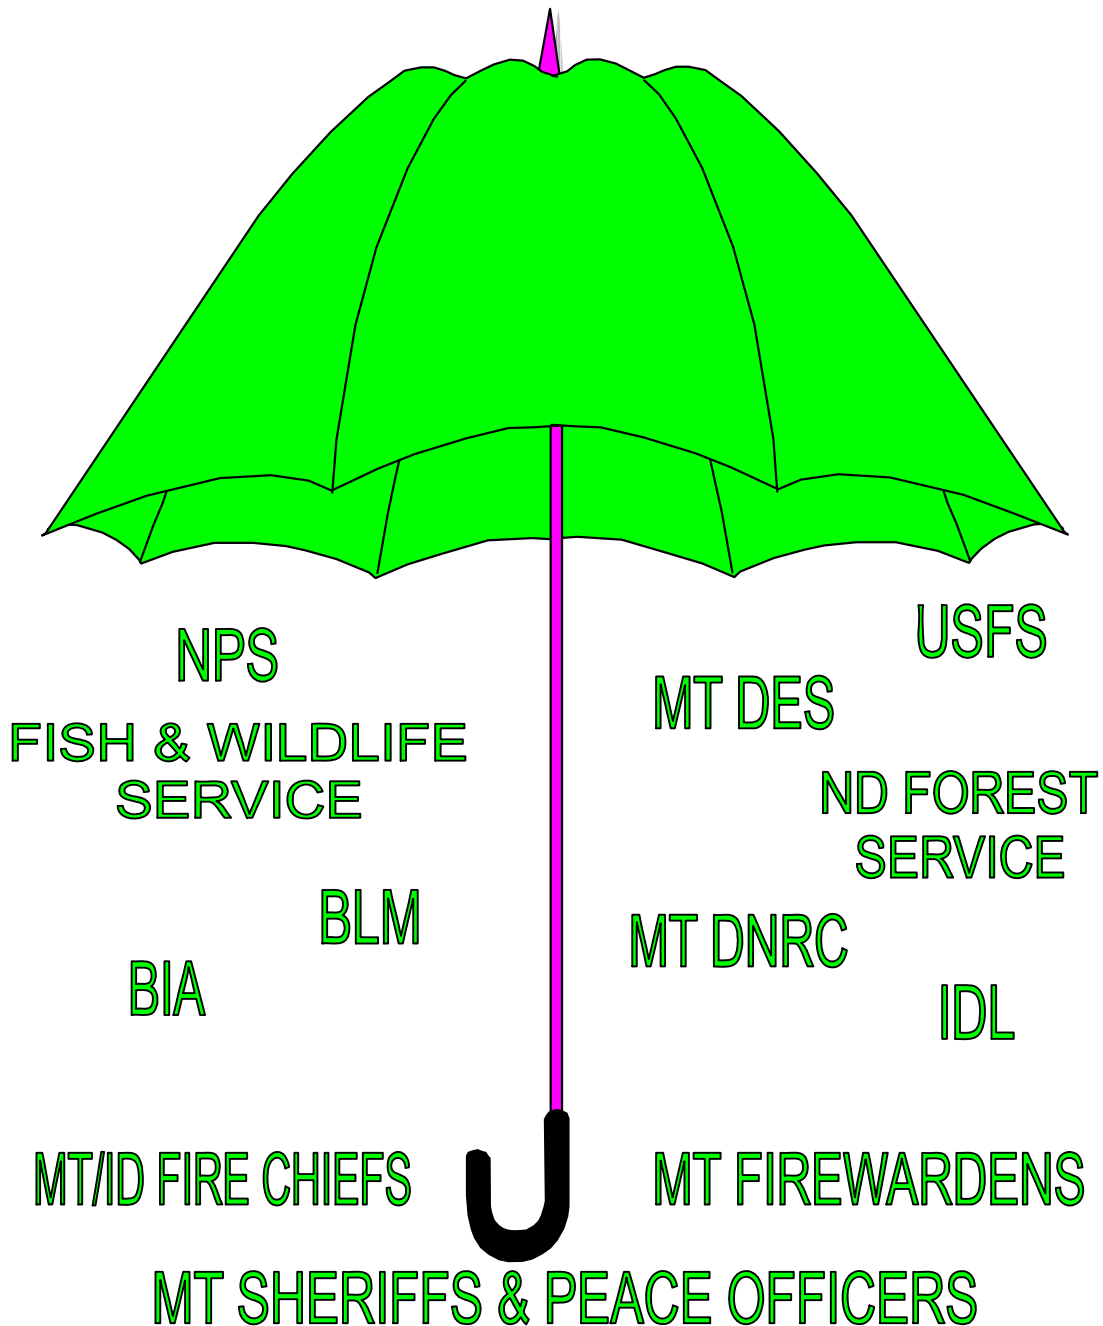 NPS
USFS
MT DES
FISH & WILDLIFE
SERVICE
ND FOREST
SERVICE
BLM
MT DNRC
BIA
IDL
MT/ID FIRE CHIEFS
MT FIREWARDENS
MT SHERIFFS & PEACE OFFICERS